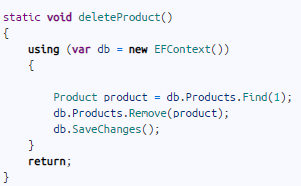 static void deleteProduct()
{
    using (var db = new EFContext())
    {

        Product product = db.Products.Find(1);
        db.Products.Remove(product);
        db.SaveChanges();
    }
    return;
}